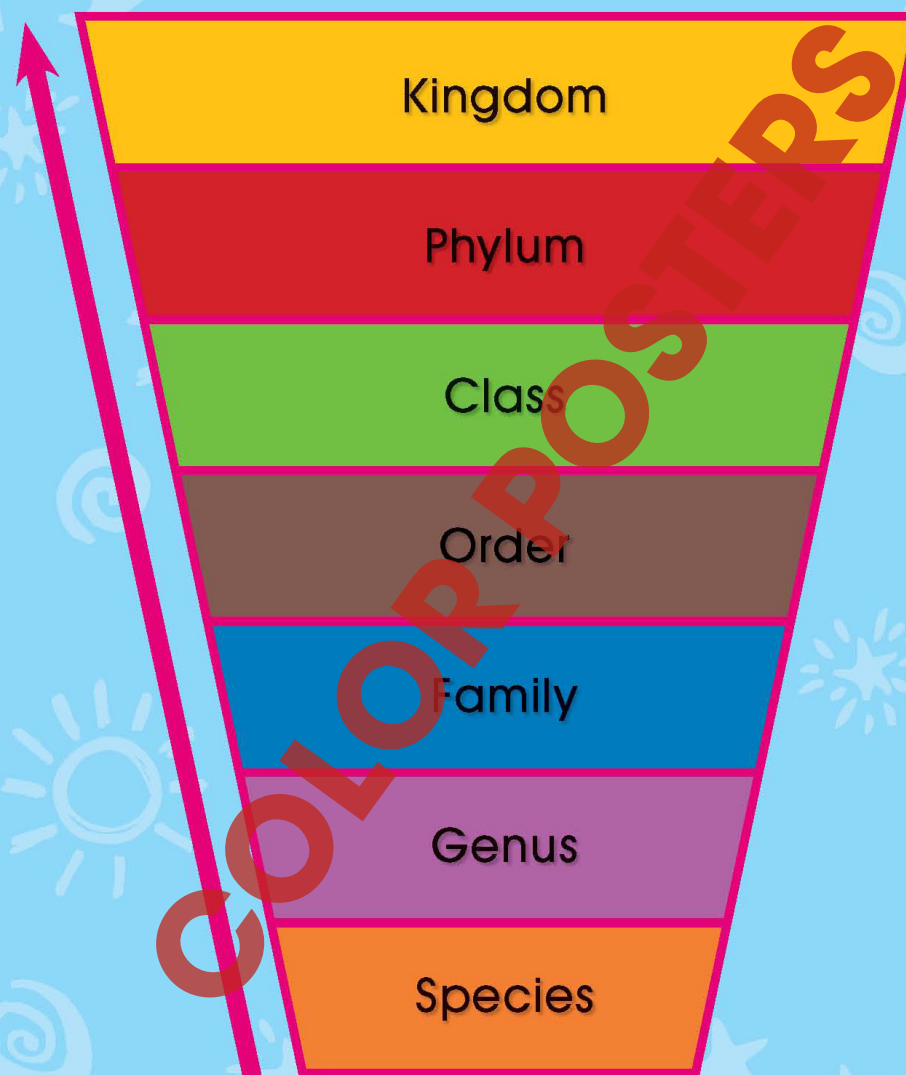 Kingdom
Phylum
Class
Order
Family
Genus
Species
COLOR POSTERS